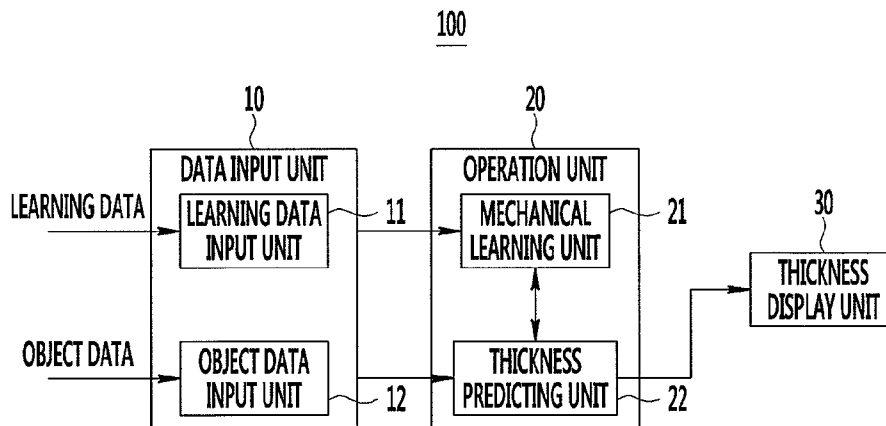 100
10
20
DATA INPUT UNIT
OPERATION UNIT
LEARNING DATA
LEARNING DATA
INPUT UNIT
11
MECHANICAL
LEARNING UNIT
21
30
THICKNESS
DISPLAY UNIT
OBJECT DATA
OBJECT DATA
INPUT UNIT
12
THICKNESS
PREDICTING UNIT
22